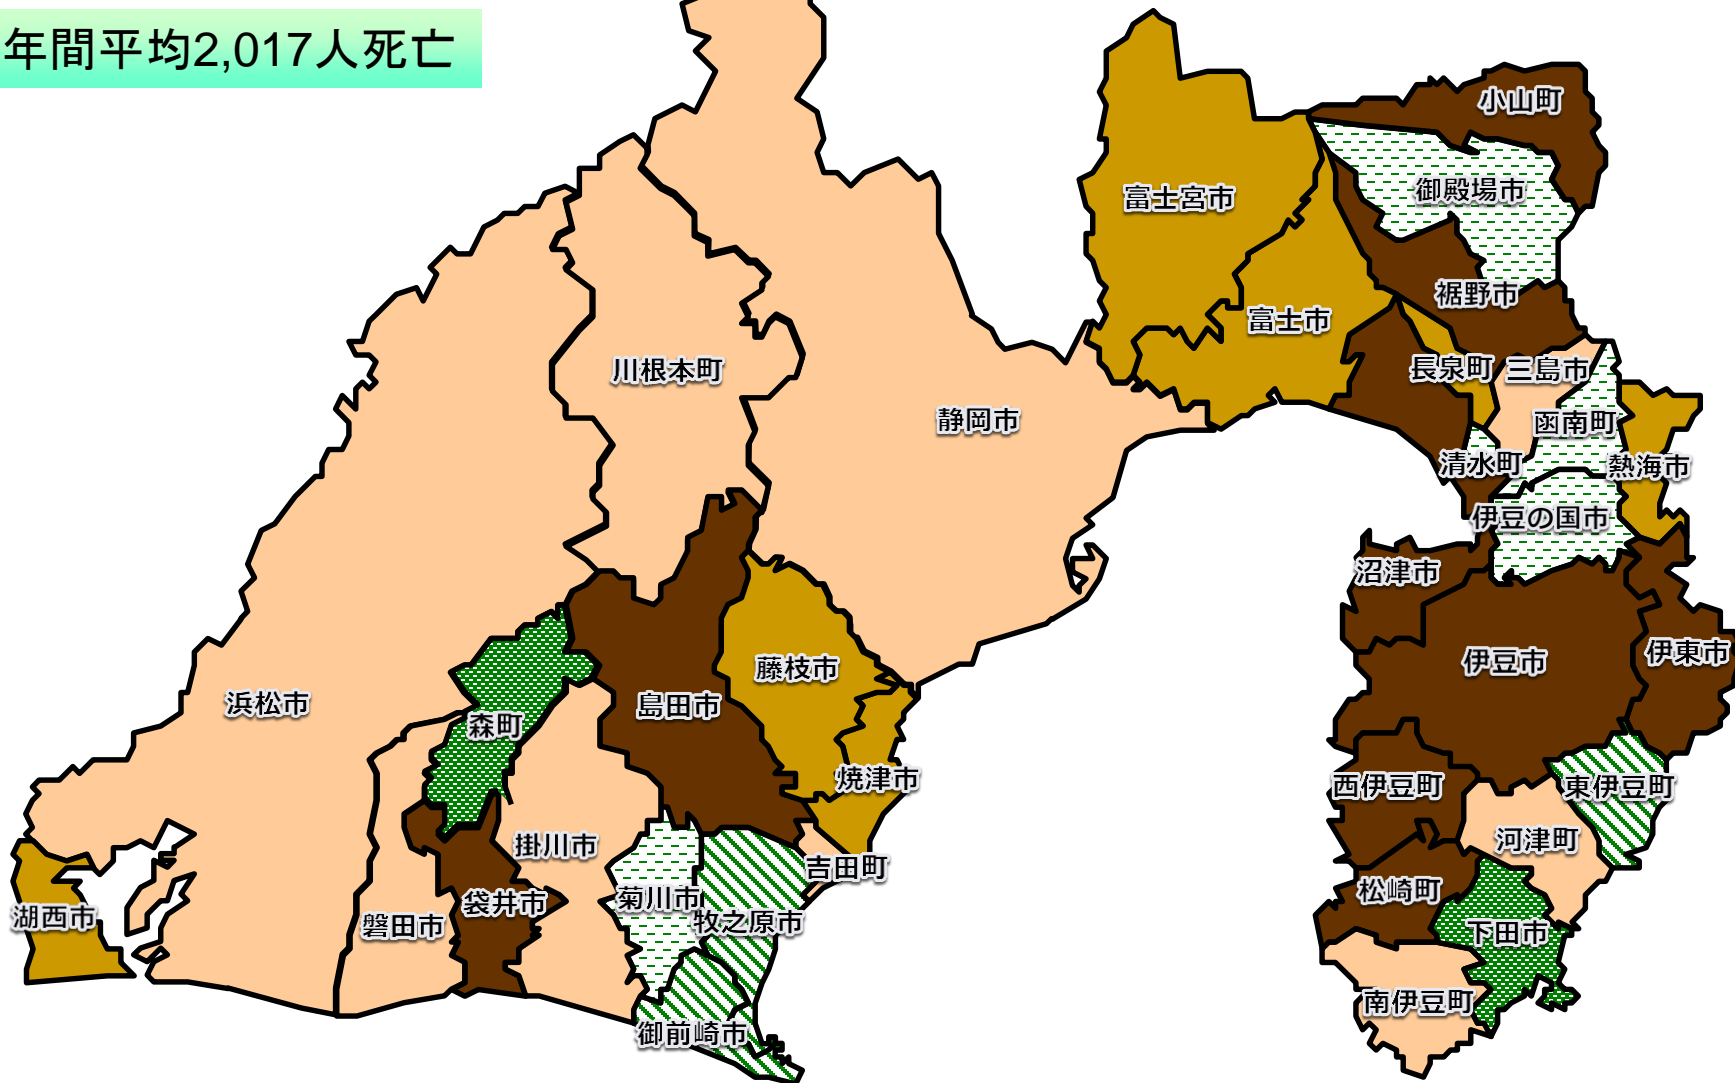 年間平均2,017人死亡
小山町
御殿場市
富士宮市
裾野市
富士市
川根本町
長泉町
三島市
静岡市
函南町
清水町
熱海市
伊豆の国市
沼津市
伊豆市
伊東市
藤枝市
浜松市
島田市
森町
焼津市
西伊豆町
東伊豆町
掛川市
河津町
吉田町
松崎町
袋井市
菊川市
湖西市
磐田市
牧之原市
下田市
南伊豆町
御前崎市